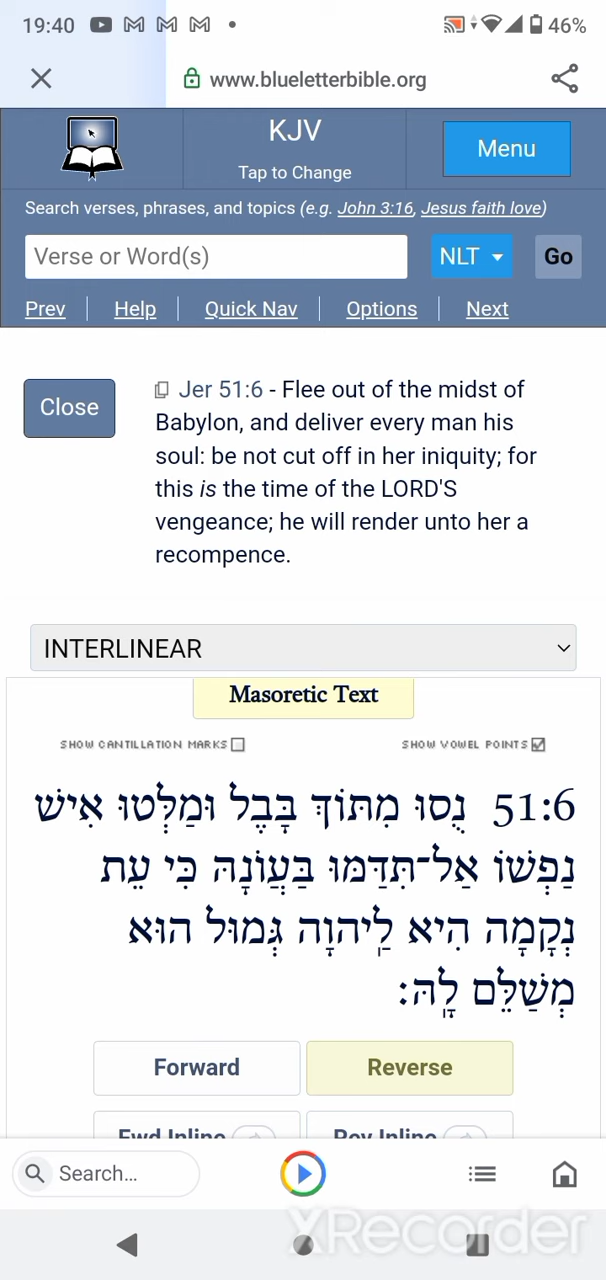 19:40
46%
www.blueletterbible.org
KJV
Tap to Change
Menu
Search verses, phrases, and topics (e.g. John 3:16, Jesus faith love)
Verse or Word(s)
NLT
Go
Prev Help Quick Nav Options Next
Close
Jer 51:6 - Flee out of the midst of
Babylon, and deliver every man his
soul: be not cut off in her iniquity; for
this is the time of the LORD'S
vengeance; he will render unto her a
recompence.
INTERLINEAR
Masoretic Text
SHOW CANTILLATION MARKS
SHOW VOWEL POINTS
51:6 נֻסוּ מִתּוֹךְ בָּבֶל וּמַלְּטוּ אִישׁ
נַפְשׁוֹ אַל־תִּדַּמּוּ בַּעֲוֺנָהּ כִּי עֵת
נְקָמָה הִיא לַיהוָה גְּמוּל הוּא
מְשַׁלֵּם לָהּ׃
Forward
Reverse
Fwd Inline
Rev Inline
Search...
XRecorder